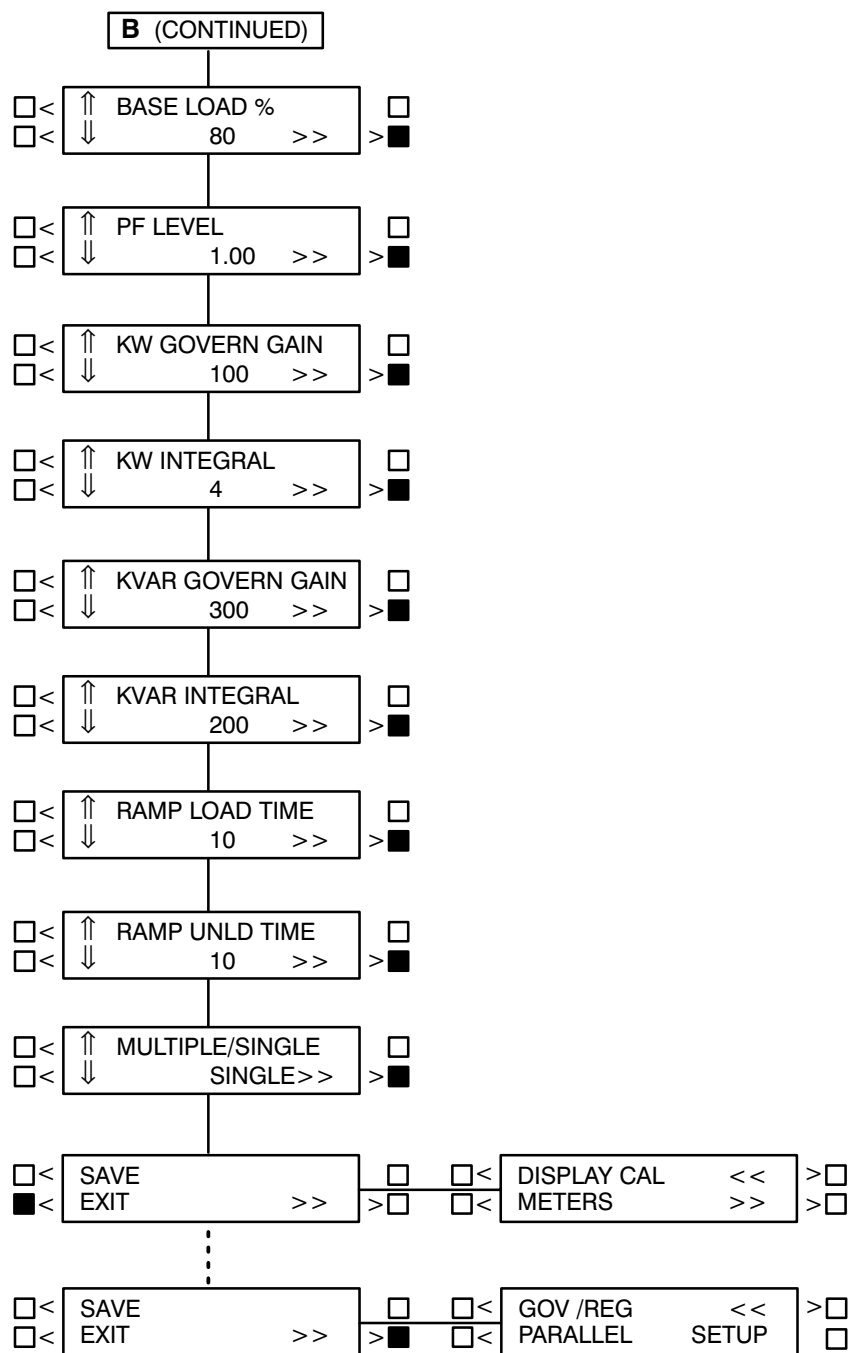 B (CONTINUED)
< ⇑ BASE LOAD %
< ⇓ 80 >> >
< ⇑ PF LEVEL
< ⇓ 1.00 >> >
< ⇑ KW GOVERN GAIN
< ⇓ 100 >> >
< ⇑ KW INTEGRAL
< ⇓ 4 >> >
< ⇑ KVAR GOVERN GAIN
< ⇓ 300 >> >
< ⇑ KVAR INTEGRAL
< ⇓ 200 >> >
< ⇑ RAMP LOAD TIME
< ⇓ 10 >> >
< ⇑ RAMP UNLD TIME
< ⇓ 10 >> >
< ⇑ MULTIPLE/SINGLE
< ⇓ SINGLE>> >
< SAVE
< EXIT >> >
< DISPLAY CAL << >
< METERS >> >
< SAVE
< EXIT >> >
< GOV /REG << >
< PARALLEL SETUP